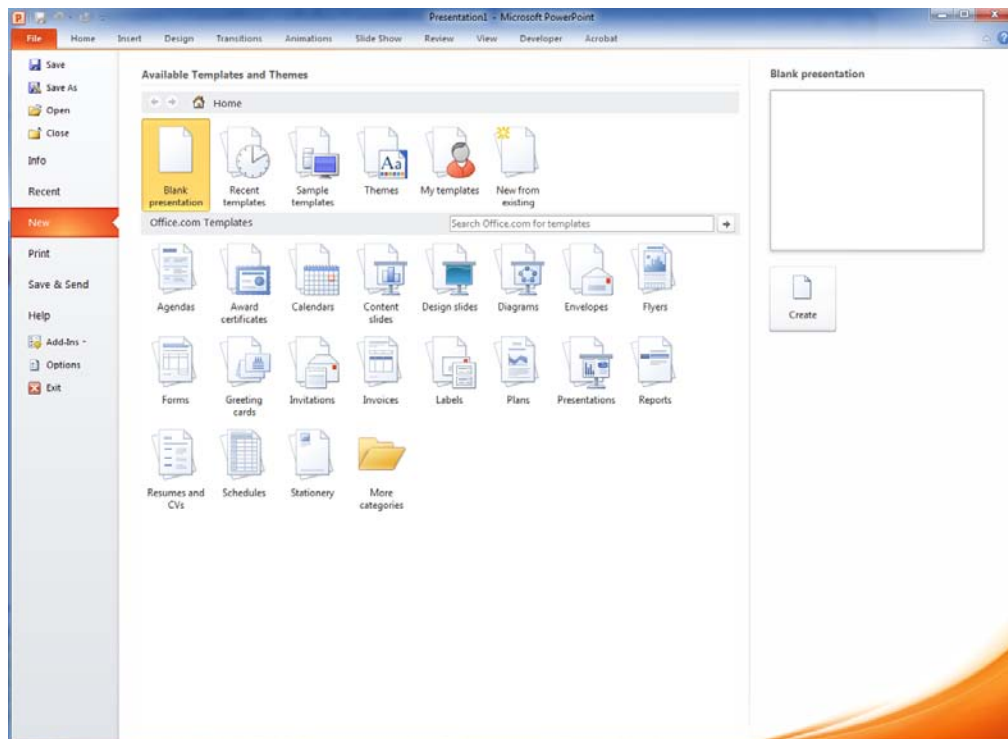 Presentation1 - Microsoft PowerPoint
File Home Insert Design Transitions Animations Slide Show Review View Developer Acrobat
Save
Save As
Open
Close
Info
Recent
New
Print
Save & Send
Help
Add-Ins
Options
Exit
Available Templates and Themes
Home
Blank presentation
Recent templates
Sample templates
Themes
My templates
New from existing
Office.com Templates
Search Office.com for templates
Agendas
Award certificates
Calendars
Content slides
Design slides
Diagrams
Envelopes
Flyers
Forms
Greeting cards
Invitations
Invoices
Labels
Plans
Presentations
Reports
Resumes and CVs
Schedules
Stationery
More categories
Blank presentation
Create